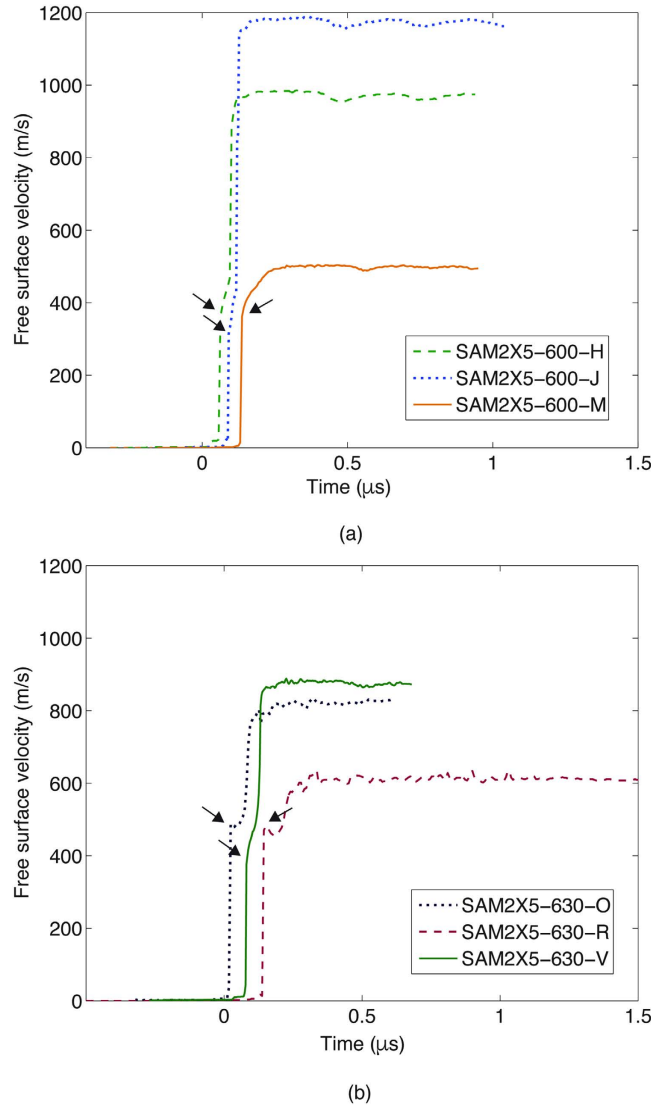 1200
1000
800
600
400
200
0
Free surface velocity (m/s)
SAM2X5−600−H
SAM2X5−600−J
SAM2X5−600−M
0 0.5 1 1.5
Time (μs)
(a)
1200
1000
800
600
400
200
0
Free surface velocity (m/s)
SAM2X5−630−O
SAM2X5−630−R
SAM2X5−630−V
0 0.5 1 1.5
Time (μs)
(b)